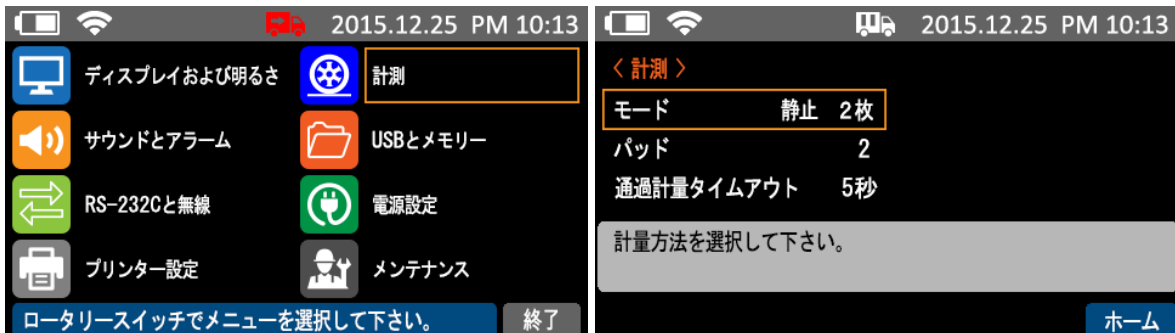 2015.12.25 PM 10:13
ディスプレイおよび明るさ
計測
サウンドとアラーム
USBとメモリー
RS-232Cと無線
電源設定
プリンター設定
メンテナンス
ロータリースイッチでメニューを選択して下さい。
終了
2015.12.25 PM 10:13
〈 計測 〉
モード 静止 2枚
パッド 2
通過計量タイムアウト 5秒
計量方法を選択して下さい。
ホーム